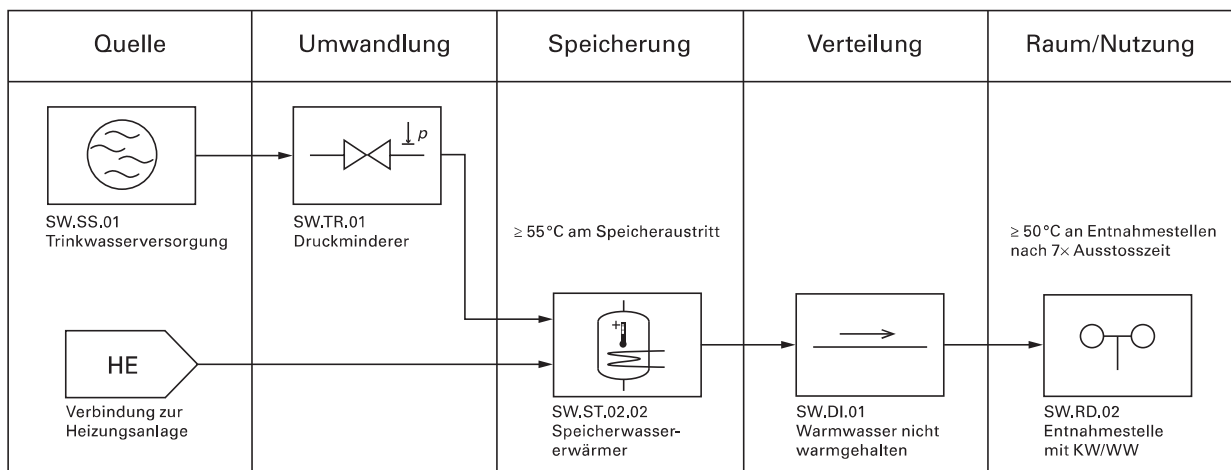 Quelle
Umwandlung
Speicherung
Verteilung
Raum/Nutzung
p
SW.SS.01
Trinkwasserversorgung
SW.TR.01
Druckminderer
≥ 55 °C am Speicheraustritt
≥ 50 °C an Entnahmestellen
nach 7× Ausstosszeit
HE
Verbindung zur
Heizungsanlage
+
SW.ST.02.02
Speicherwasser-
erwärmer
SW.DI.01
Warmwasser nicht
warmgehalten
SW.RD.02
Entnahmestelle
mit KW/WW